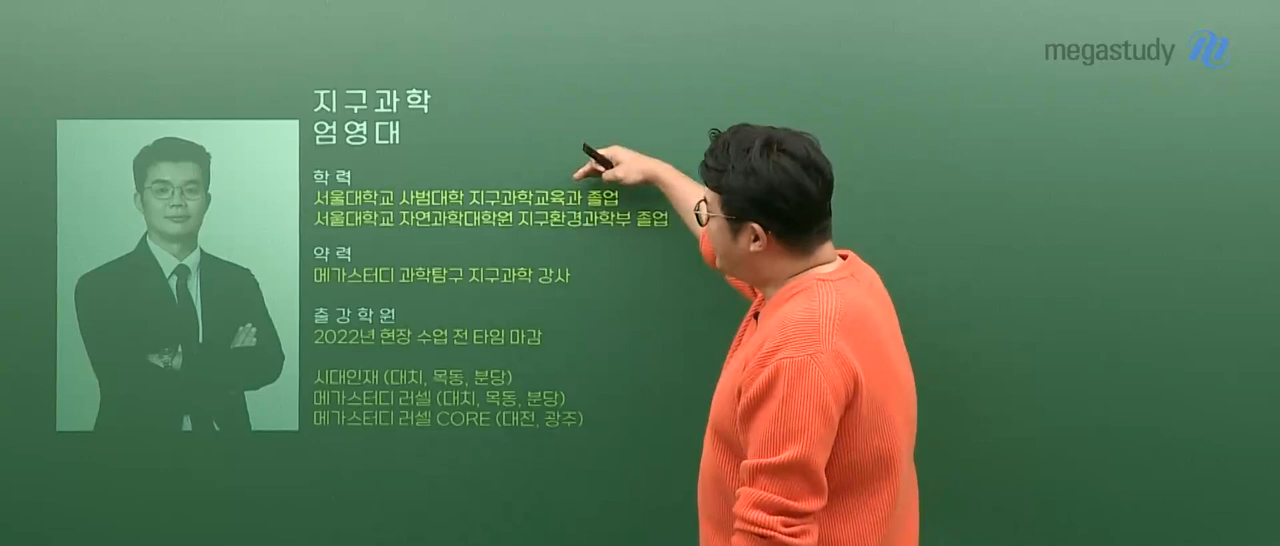 megastudy
지구과학
엄영대
학력
서울대학교 사범대학 지구과학교육과 졸업
서울대학교 자연과학대학원 지구환경과학부 졸업
약력
메가스터디 과학탐구 지구과학 강사
출강학원
2022년 현장 수업 전 타임 마감
시대인재 (대치, 목동, 분당)
메가스터디 러셀 (대치, 목동, 분당)
메가스터디 러셀 CORE (대전, 광주)